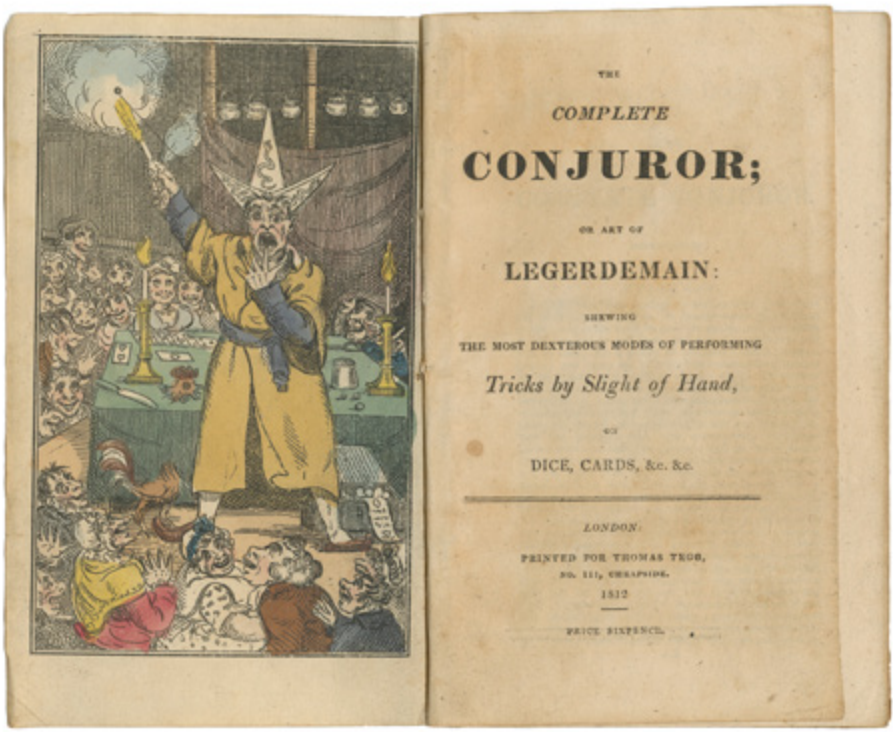 THE
COMPLETE
CONJUROR;
OR ART OF
LEGERDEMAIN:
SHEWING
THE MOST DEXTEROUS MODES OF PERFORMING
Tricks by Slight of Hand,
ON
DICE, CARDS, &c. &c.
LONDON:
PRINTED FOR THOMAS TEGG,
NO. 111, CHEAPSIDE.
1812
PRICE SIXPENCE.